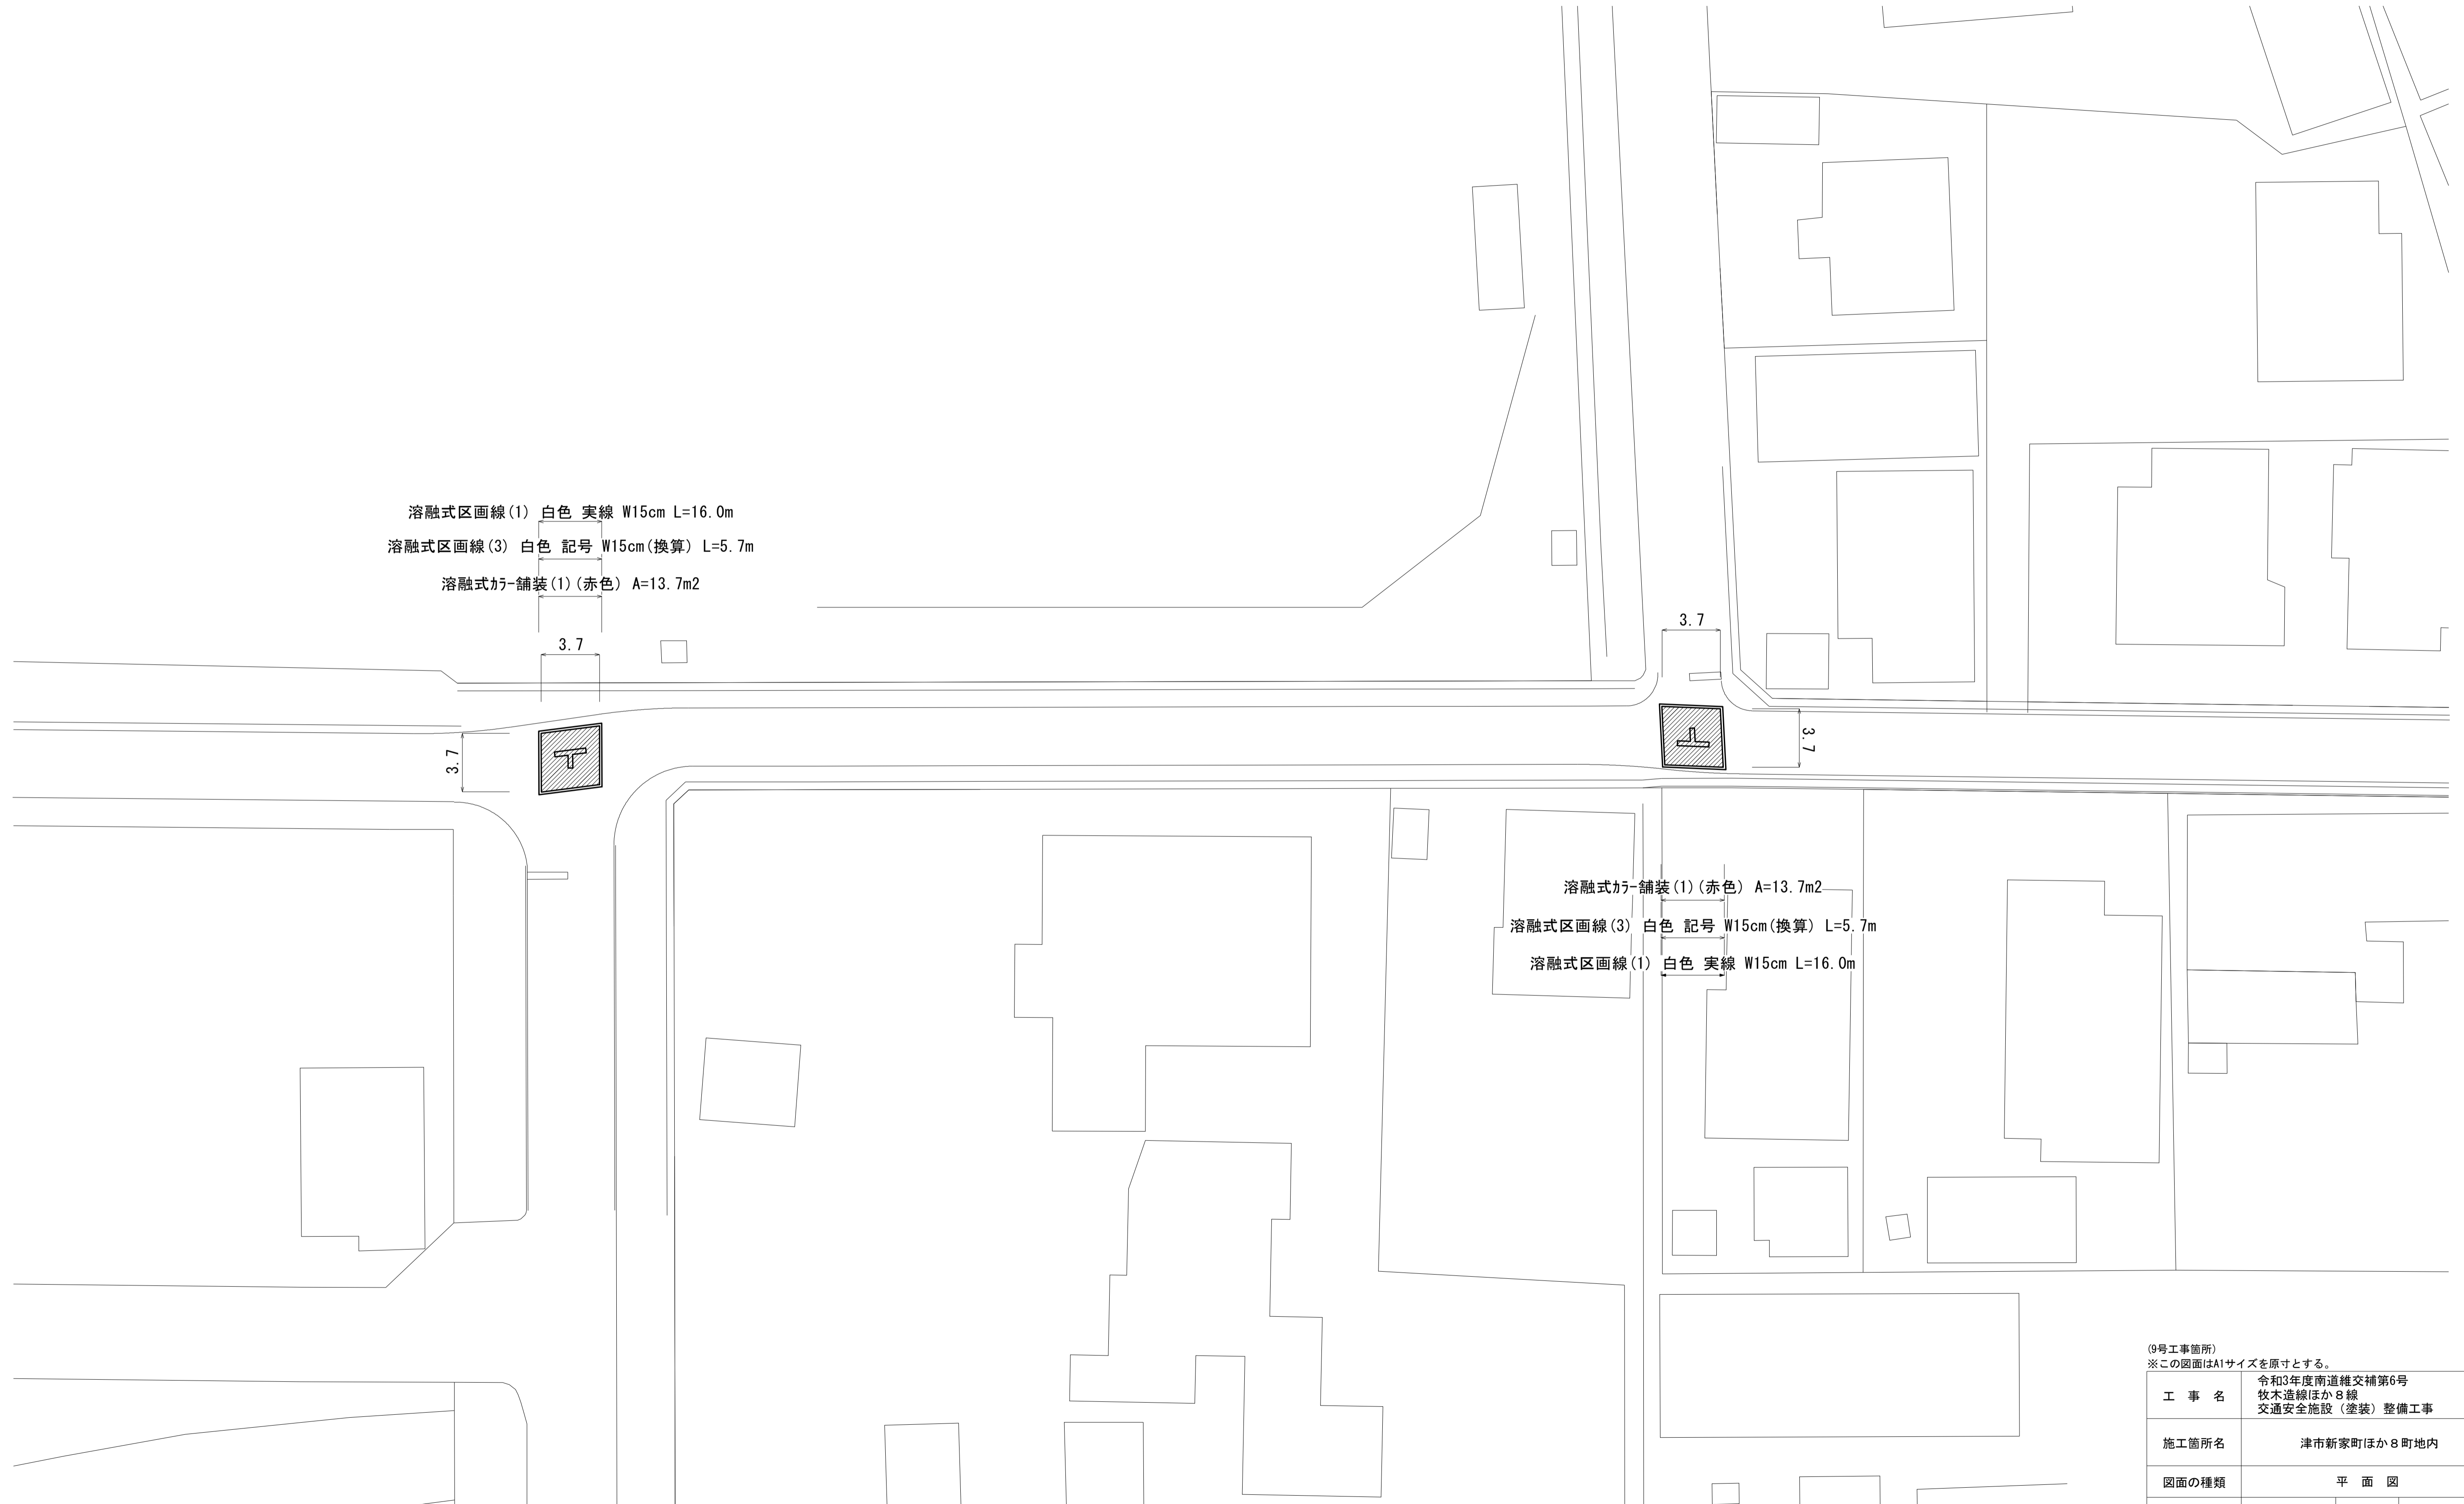 溶融式区画線(1) 白色 実線 W15cm L=16.0m
溶融式区画線(3) 白色 記号 W15cm(換算) L=5.7m
溶融式ｶﾗｰ舗装(1)(赤色) A=13.7m2
3.7
3.7
3.7
3.7
溶融式ｶﾗｰ舗装(1)(赤色) A=13.7m2
溶融式区画線(3) 白色 記号 W15cm(換算) L=5.7m
溶融式区画線(1) 白色 実線 W15cm L=16.0m
(9号工事箇所)
※この図面はA1サイズを原寸とする。
工 事 名
令和3年度南道維交補第6号
牧木造線ほか８線
交通安全施設（塗装）整備工事
施工箇所名
津市新家町ほか８町地内
図面の種類
平 面 図